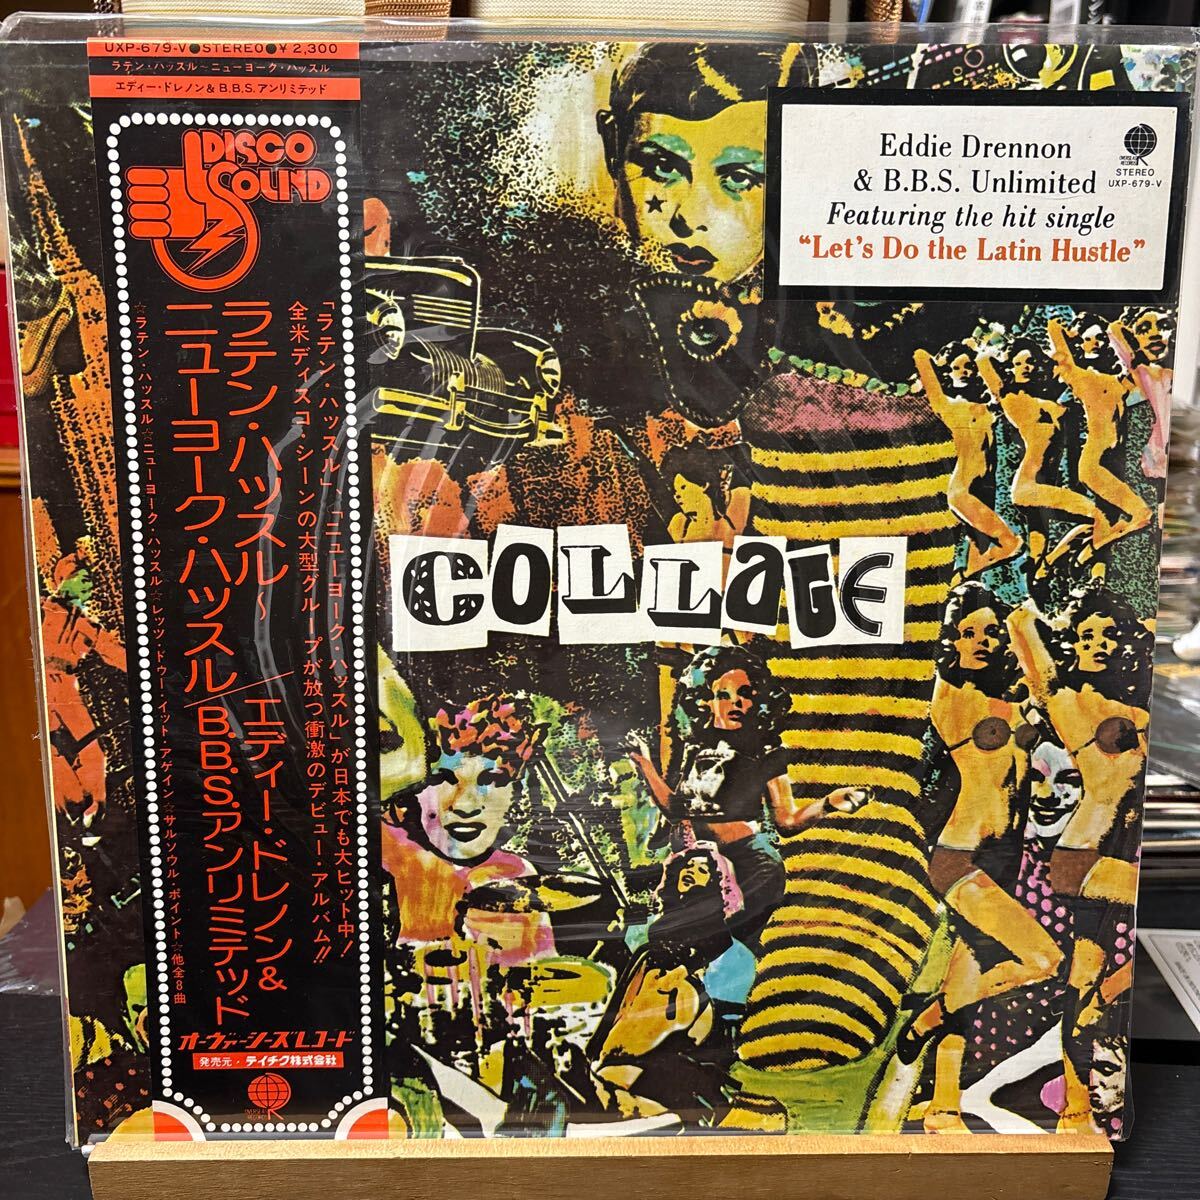 UXP-679-V●STEREO●¥ 2,300
ラテン・ハッスル〜ニューヨーク・ハッスル
エディー・ドレノン& B.B.S. アンリミテッド
DISCO
SOUND
「ラテン・ハッスル」、「ニューヨーク・ハッスル」が日本でも大ヒット中!
全米ディスコ・シーンの大型グループが放つ衝激のデビュー・アルバム!!
ラテン・ハッスル〜
ニューヨーク・ハッスル
エディー・ドレノン&
B.B.S.アンリミテッド
☆ラテン・ハッスル☆ニューヨーク・ハッスル☆レッツ・ドゥー・イット・アゲイン☆サルソウル・ポイント☆他全8曲
オーヴァーシーズレコード
発売元・テイチク株式会社
OVERSEAS
RECORDS
Eddie Drennon
& B.B.S. Unlimited
Featuring the hit single
“Let's Do the Latin Hustle”
OVERSEAS
RECORDS
STEREO
UXP-679-V
COLLAGE